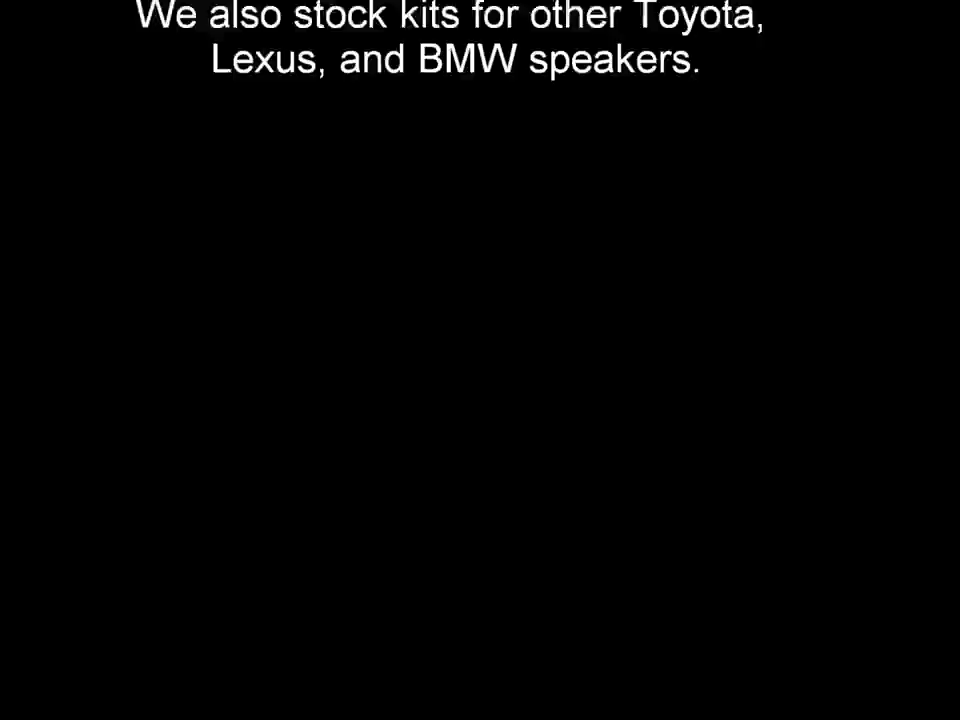 We also stock kits for other Toyota,
Lexus, and BMW speakers.